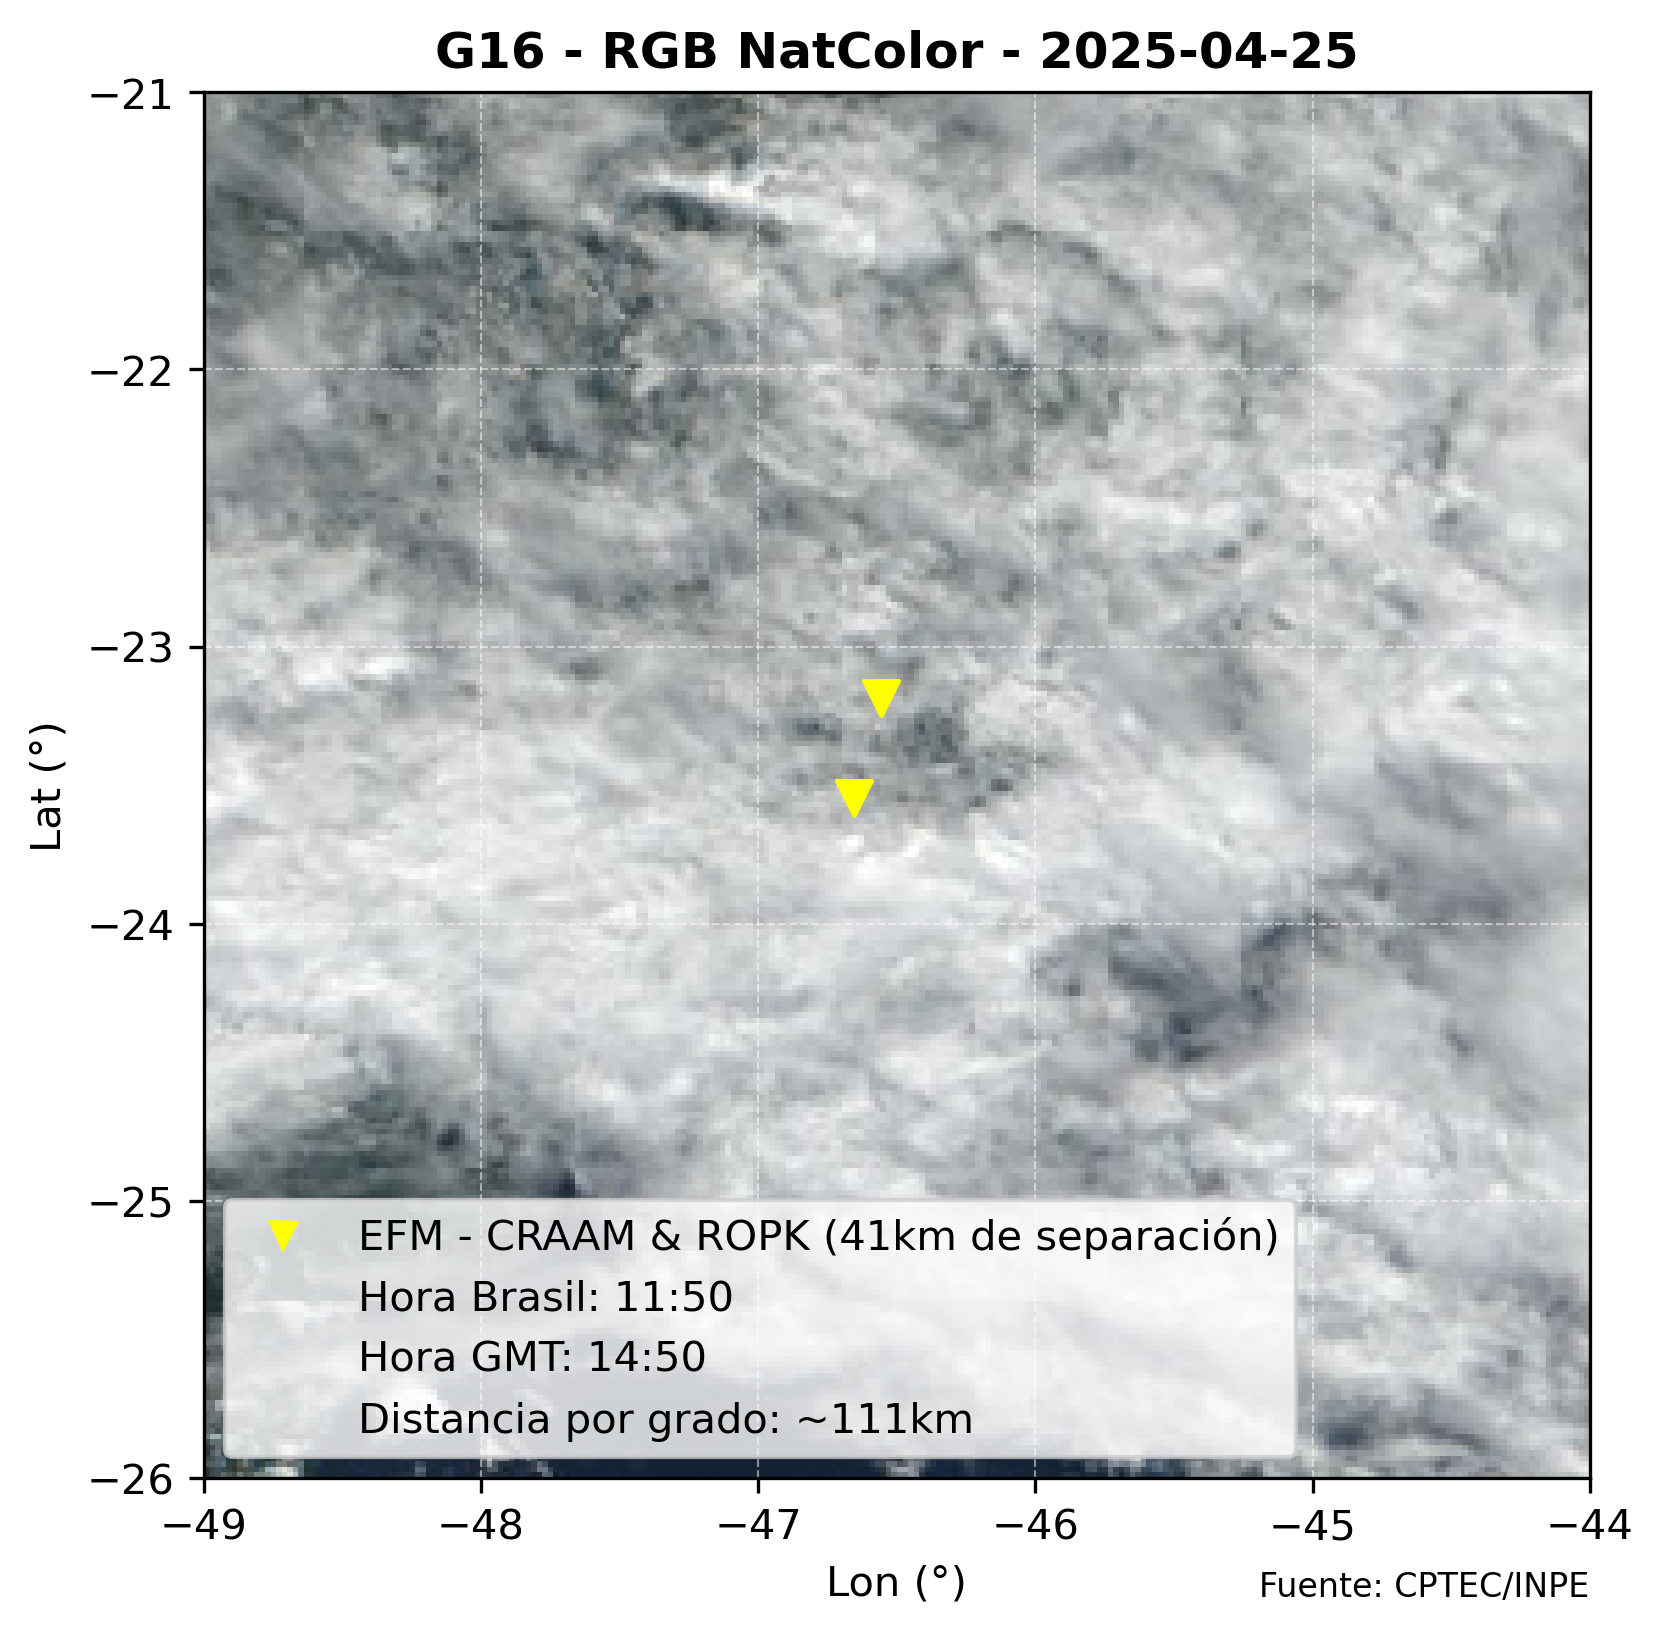 G16 - RGB NatColor - 2025-04-25
−21
−22
−23
−24
−25
−26
Lat (°)
EFM - CRAAM & ROPK (41km de separación)
Hora Brasil: 11:50
Hora GMT: 14:50
Distancia por grado: ~111km
−49 −48 −47 −46 −45 −44
Lon (°)
Fuente: CPTEC/INPE